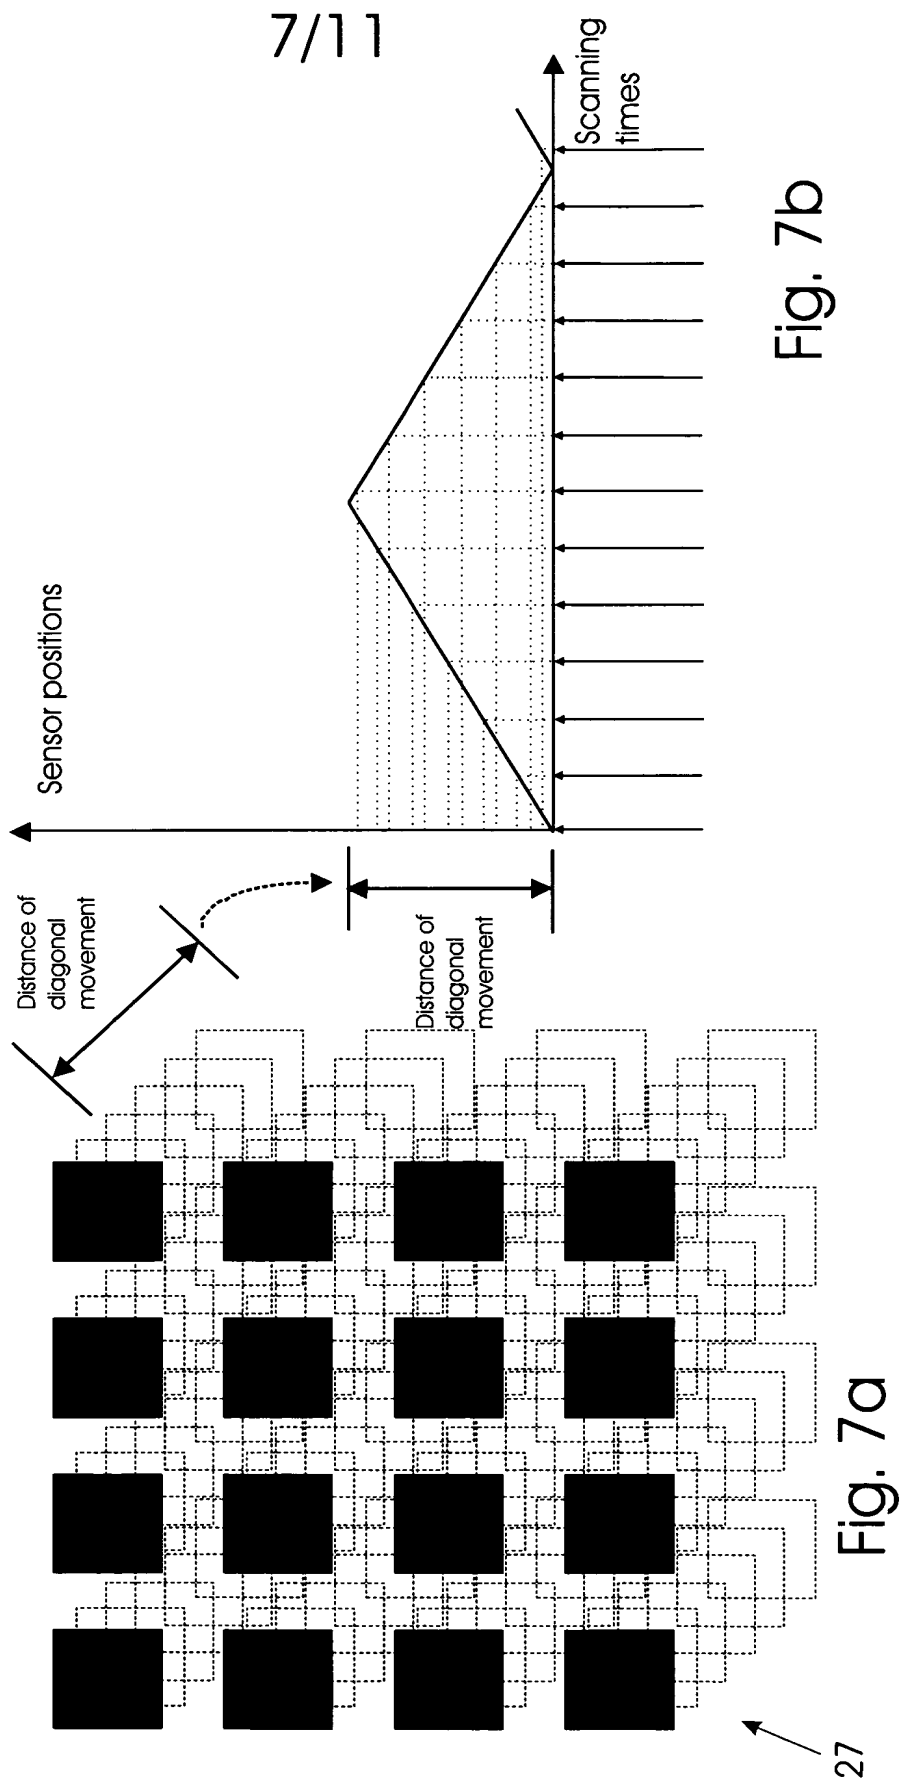 7/11
Distance of
diagonal
movement
Sensor positions
Distance of
diagonal
movement
Scanning
times
27
Fig. 7a
Fig. 7b